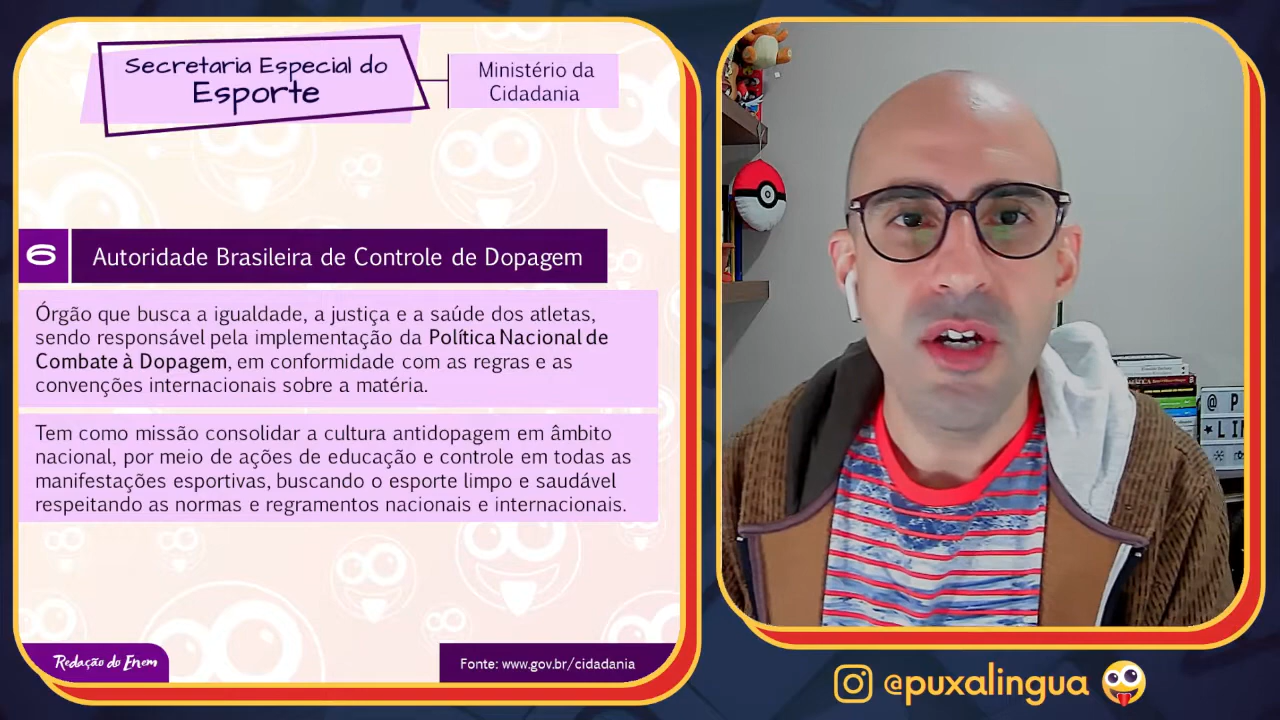 Secretaria Especial do
Esporte
Ministério da
Cidadania
6
Autoridade Brasileira de Controle de Dopagem
Órgão que busca a igualdade, a justiça e a saúde dos atletas,
sendo responsável pela implementação da Política Nacional de
Combate à Dopagem, em conformidade com as regras e as
convenções internacionais sobre a matéria.
Tem como missão consolidar a cultura antidopagem em âmbito
nacional, por meio de ações de educação e controle em todas as
manifestações esportivas, buscando o esporte limpo e saudável
respeitando as normas e regramentos nacionais e internacionais.
Redação do Enem
Fonte: www.gov.br/cidadania
@ P
L I N
@puxalingua